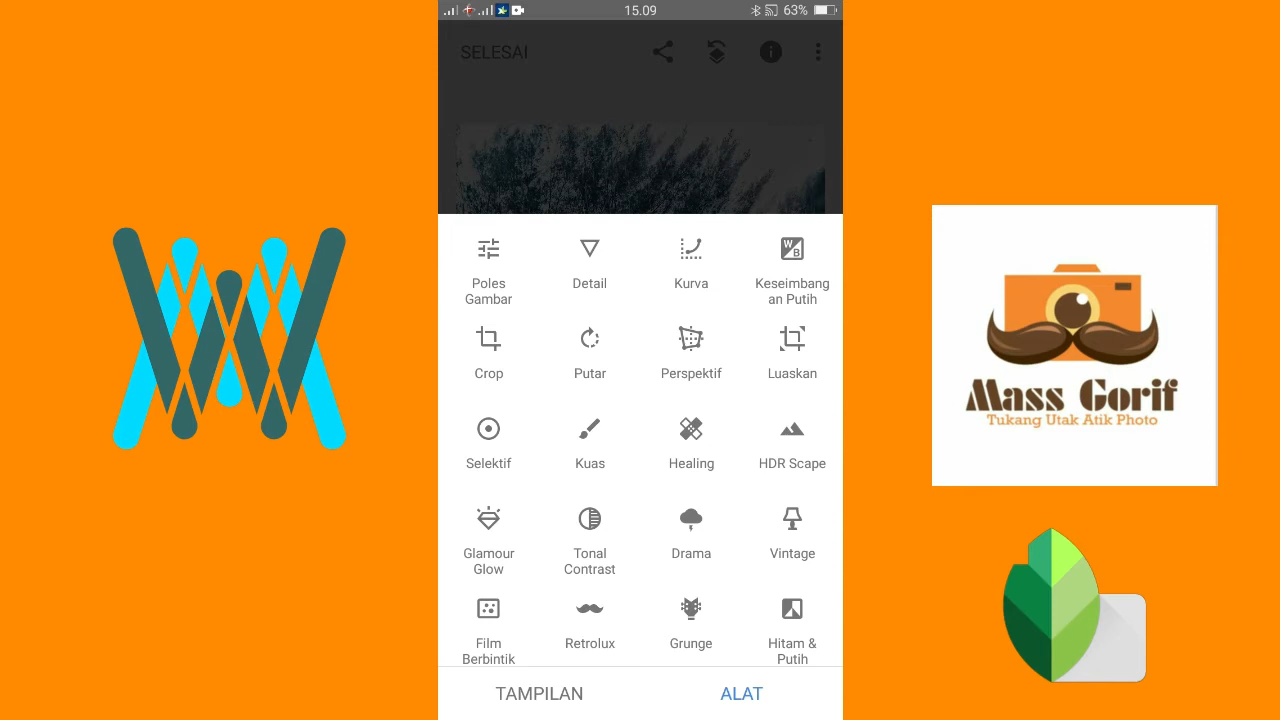 15.09
63%
SELESAI
Poles Gambar
Detail
Kurva
Keseimbang
an Putih
Crop
Putar
Perspektif
Luaskan
Selektif
Kuas
Healing
HDR Scape
Glamour
Glow
Tonal
Contrast
Drama
Vintage
Film
Berbintik
Retrolux
Grunge
Hitam &
Putih
TAMPILAN
ALAT
Mass Gorif
Tukang Utak Atik Photo